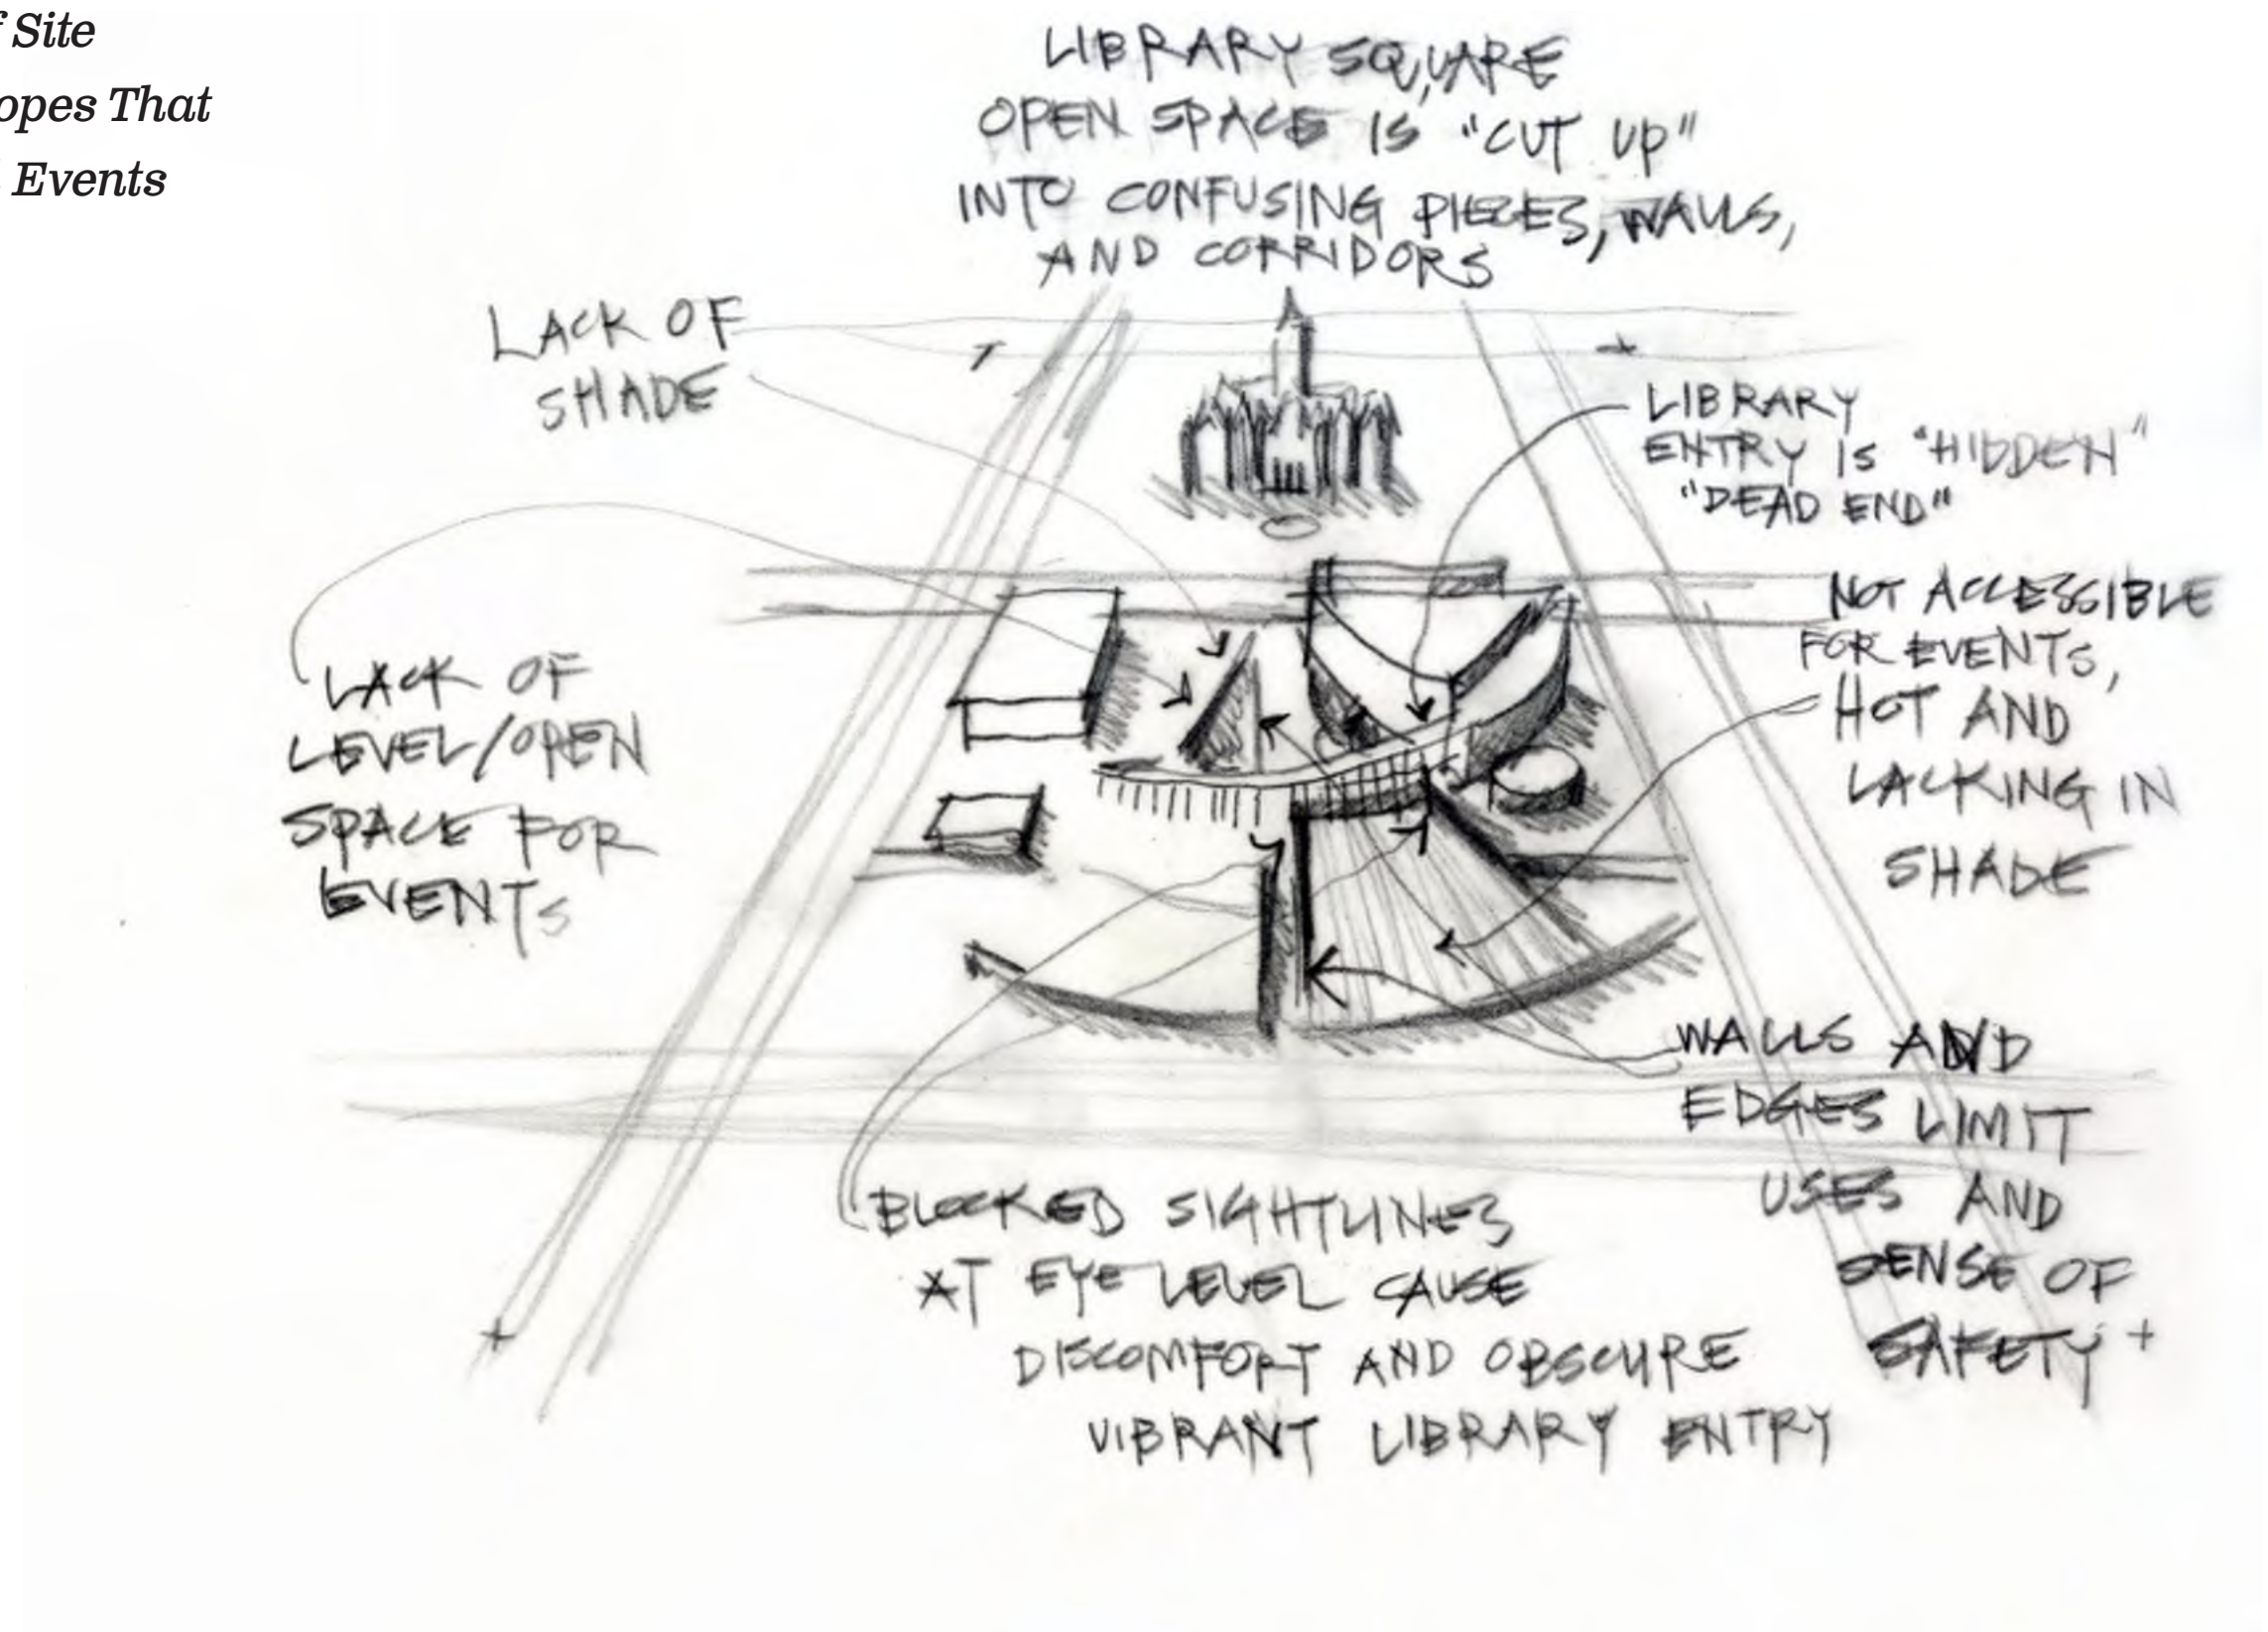 Site
opes That
Events
LIBRARY SQUARE
OPEN SPACE IS "CUT UP"
INTO CONFUSING PIECES, WALLS,
AND CORRIDORS
LACK OF
SHADE
LIBRARY
ENTRY IS "HIDDEN"
"DEAD END"
NOT ACCESSIBLE
FOR EVENTS,
HOT AND
LACKING IN
SHADE
LACK OF
LEVEL/OPEN
SPACE FOR
EVENTS
WALLS AND
EDGES LIMIT
USES AND
SENSE OF
SAFETY
BLOCKED SIGHTLINES
AT EYE LEVEL CAUSE
DISCOMFORT AND OBSCURE
VIBRANT LIBRARY ENTRY